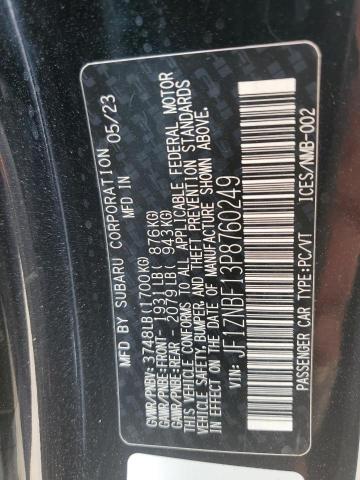 MFD BY SUBARU CORPORATION 05/23
GVWR/PNBV: 3748LB(1700KG)
GAWR/PNBE:FRONT- 1931LB( 876KG)
GAWR/PNBE:REAR - 2079LB( 943KG)
THIS VEHICLE CONFORMS TO ALL APPLICABLE FEDERAL MOTOR
VEHICLE SAFETY,BUMPER AND THEFT PREVENTION STANDARDS
IN EFFECT ON THE DATE OF MANUFACTURE SHOWN ABOVE.
VIN: JF1ZNBF13P8760249
PASSENGER CAR TYPE:PC/VT ICES/NMB-002